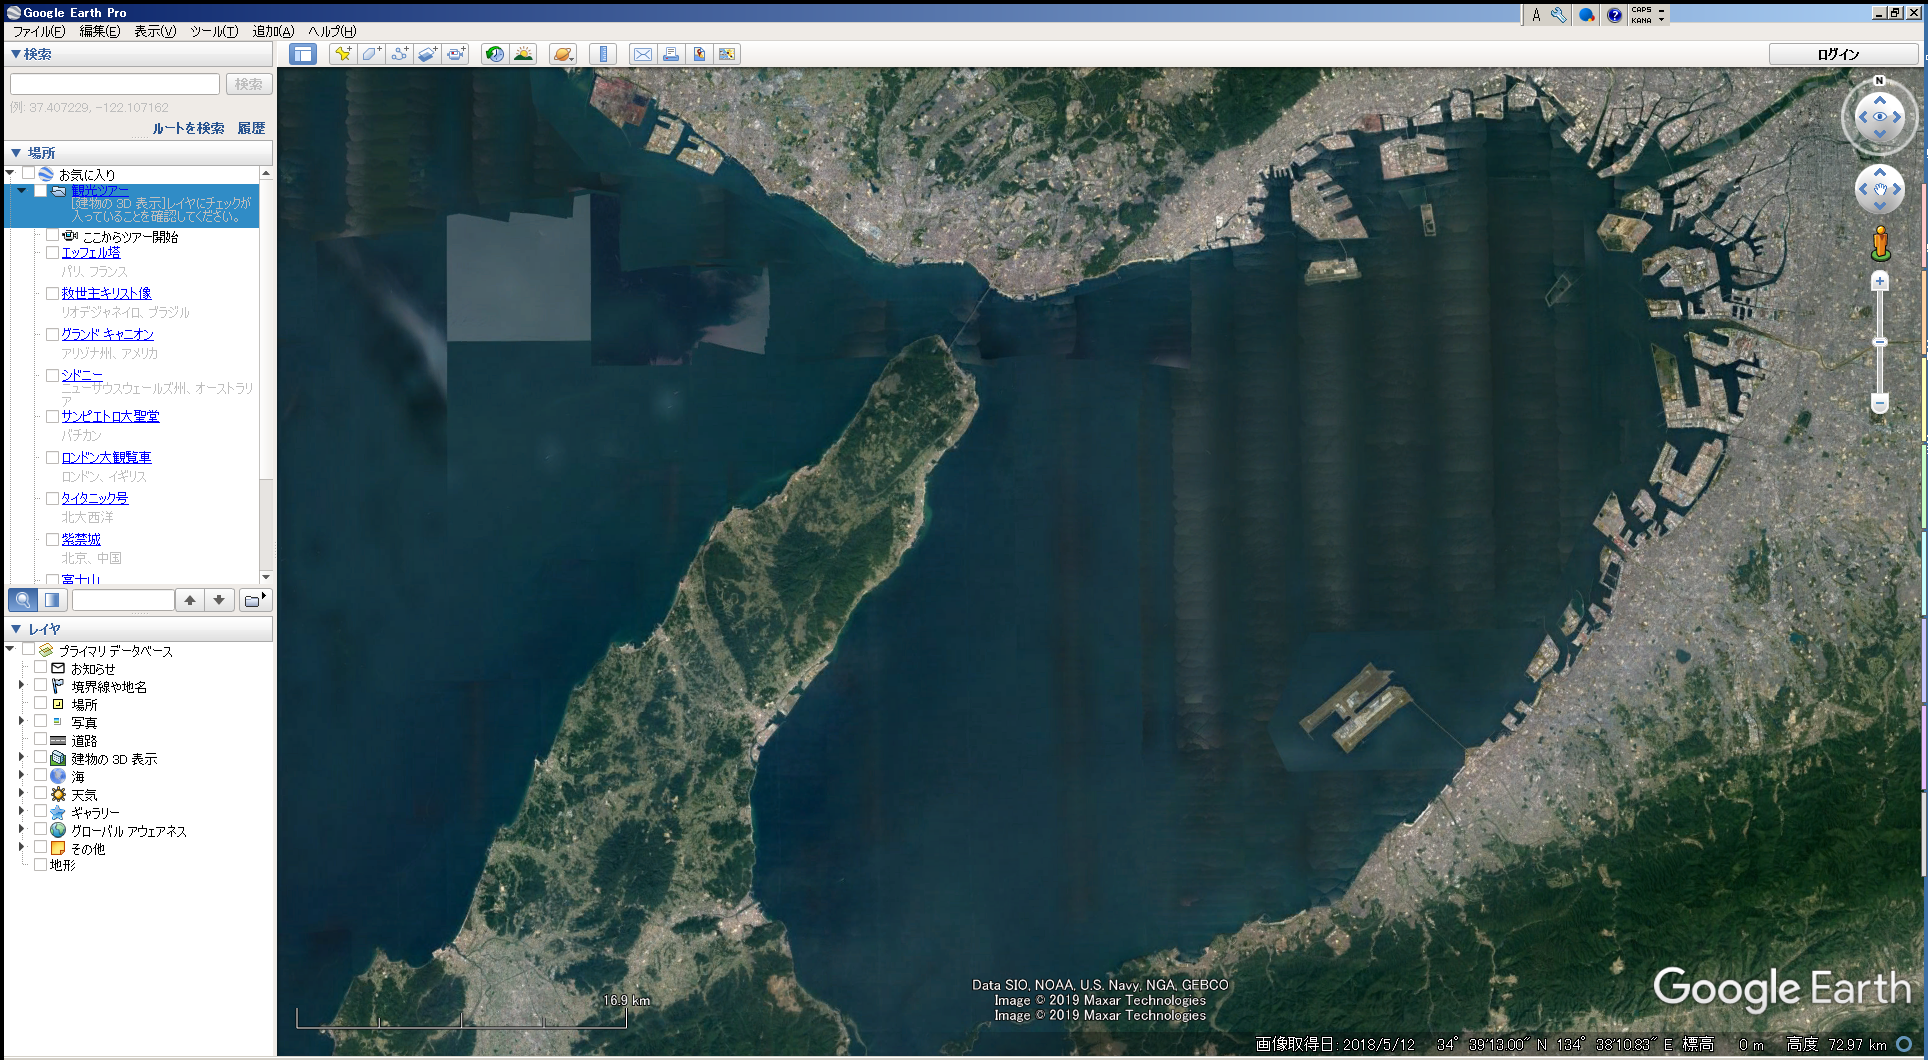 Google Earth Pro
A
CAPS
KANA
ファイル(F) 編集(E) 表示(V) ツール(T) 追加(A) ヘルプ(H)
▼検索
ログイン
検索
例: 37.407229, -122.107162
ルートを検索 履歴
▼ 場所
お気に入り
観光ツアー
[建物の 3D 表示]レイヤにチェックが
入っていることを確認してください。
ここからツアー開始
エッフェル塔
パリ、フランス
救世主キリスト像
リオデジャネイロ、ブラジル
グランド キャニオン
アリゾナ州、アメリカ
シドニー
ニューサウスウェールズ州、オーストラリ
ア
サンピエトロ大聖堂
バチカン
ロンドン大観覧車
ロンドン、イギリス
タイタニック号
北大西洋
紫禁城
北京、中国
富士山
▼ レイヤ
プライマリ データベース
お知らせ
境界線や地名
場所
写真
道路
建物の 3D 表示
海
天気
ギャラリー
グローバル アウェアネス
その他
地形
N
16.9 km
Data SIO, NOAA, U.S. Navy, NGA, GEBCO
Image © 2019 Maxar Technologies
Image © 2019 Maxar Technologies
Google Earth
画像取得日: 2018/5/12 34° 39'13.00" N 134° 38'10.83" E 標高 0 m 高度 72.97 km